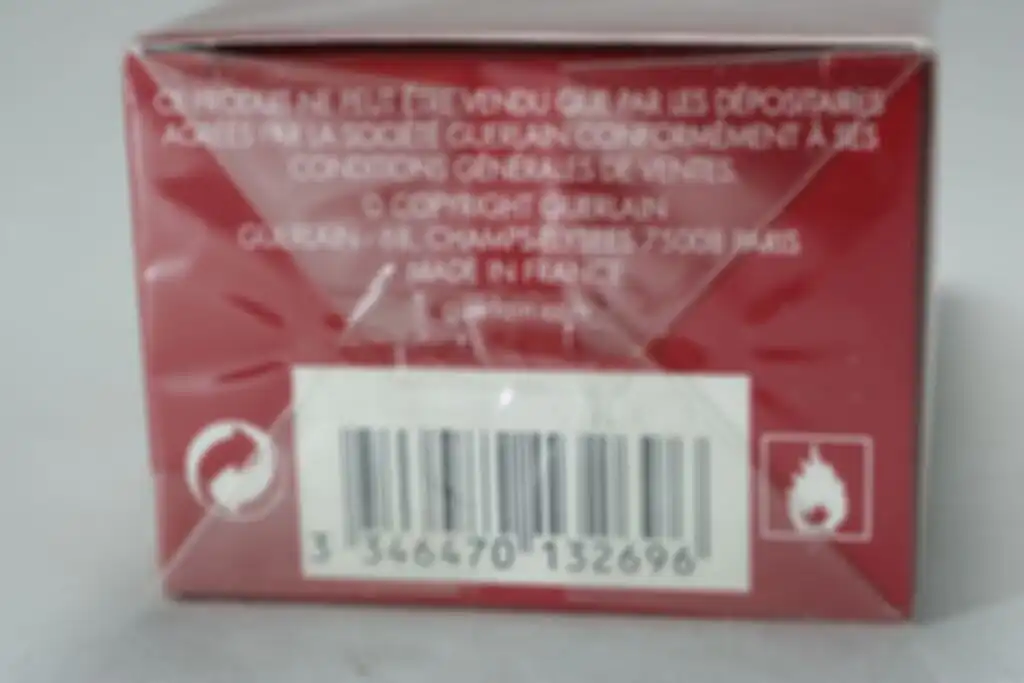 CE PRODUIT NE PEUT ÊTRE VENDU QUE PAR LES DÉPOSITAIRES
AGRÉÉS PAR LA SOCIÉTÉ GUERLAIN CONFORMÉMENT À SES
CONDITIONS GÉNÉRALES DE VENTES.
© COPYRIGHT GUERLAIN
GUERLAIN - 68, CHAMPS-ÉLYSÉES 75008 PARIS
MADE IN FRANCE
3 346470 132696